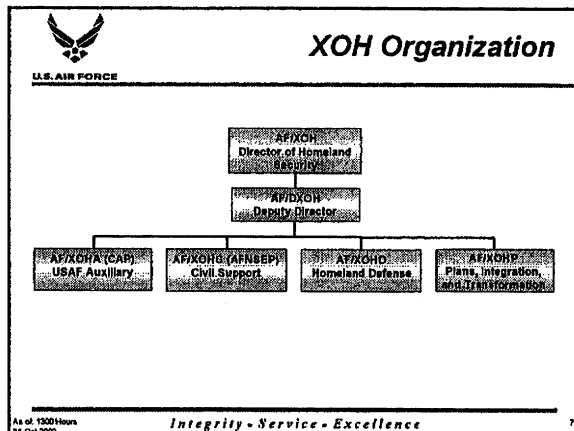 XOH Organization
U.S. AIR FORCE
AF/XOH
Director of Homeland
Security
AF/DXOH
Deputy Director
AF/XOHA (CAP)
USAF Auxiliary
AF/XOHC (AFNSEP)
Civil Support
AF/XOHD
Homeland Defense
AF/XOHP
Plans, Integration,
and Transformation
As of: 1300 Hours
Integrity - Service - Excellence
7